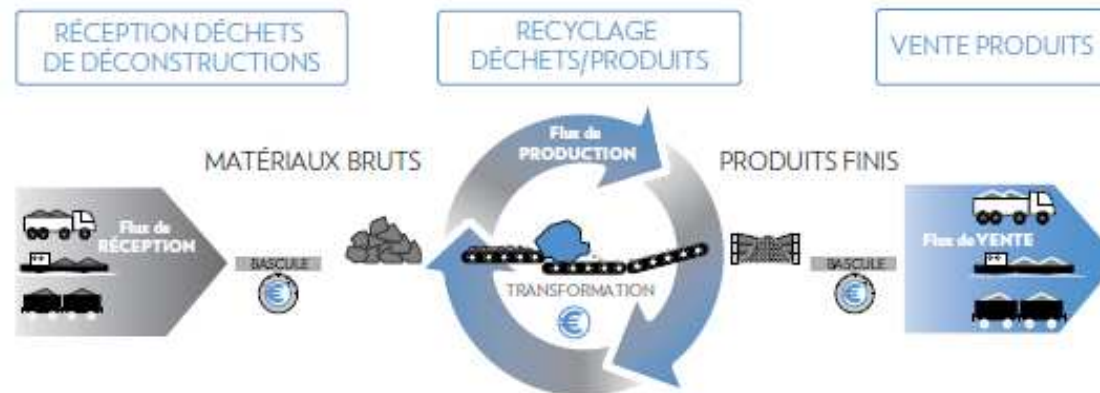 RÉCEPTION DÉCHETS
DE DÉCONSTRUCTIONS
RECYCLAGE
DÉCHETS/PRODUITS
VENTE PRODUITS
MATÉRIAUX BRUTS
Flux de
PRODUCTION
PRODUITS FINIS
Flux de
RÉCEPTION
BASCULE
€
TRANSFORMATION
€
BASCULE
€
Flux de VENTE